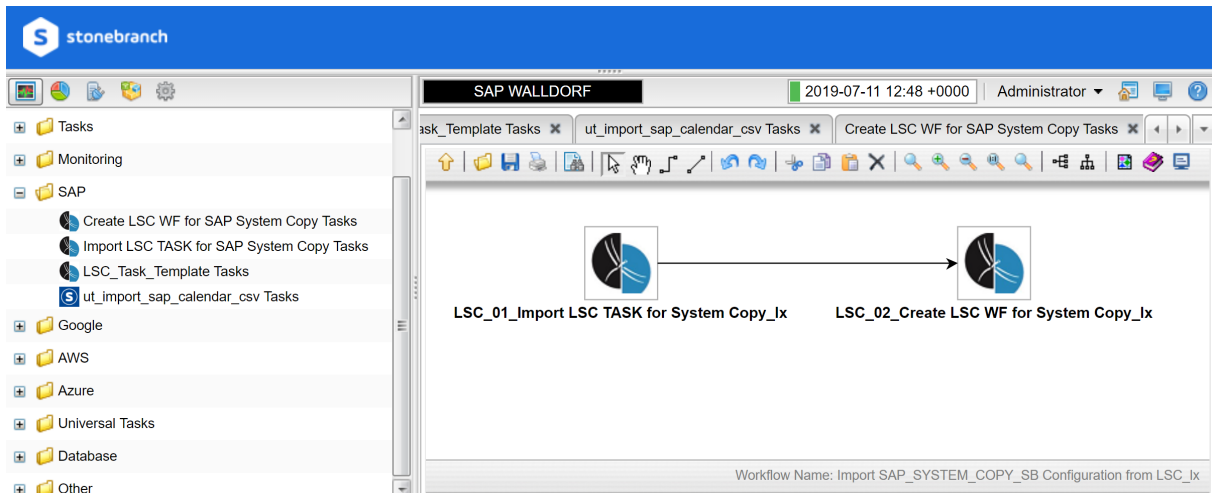 S stonebranch
SAP WALLDORF
2019-07-11 12:48 +0000
Administrator
Tasks
Monitoring
SAP
Create LSC WF for SAP System Copy Tasks
Import LSC TASK for SAP System Copy Tasks
LSC_Task_Template Tasks
S ut_import_sap_calendar_csv Tasks
Google
AWS
Azure
Universal Tasks
Database
Other
ask_Template Tasks
ut_import_sap_calendar_csv Tasks
Create LSC WF for SAP System Copy Tasks
LSC_01_Import LSC TASK for System Copy_lx
LSC_02_Create LSC WF for System Copy_lx
Workflow Name: Import SAP_SYSTEM_COPY_SB Configuration from LSC_lx